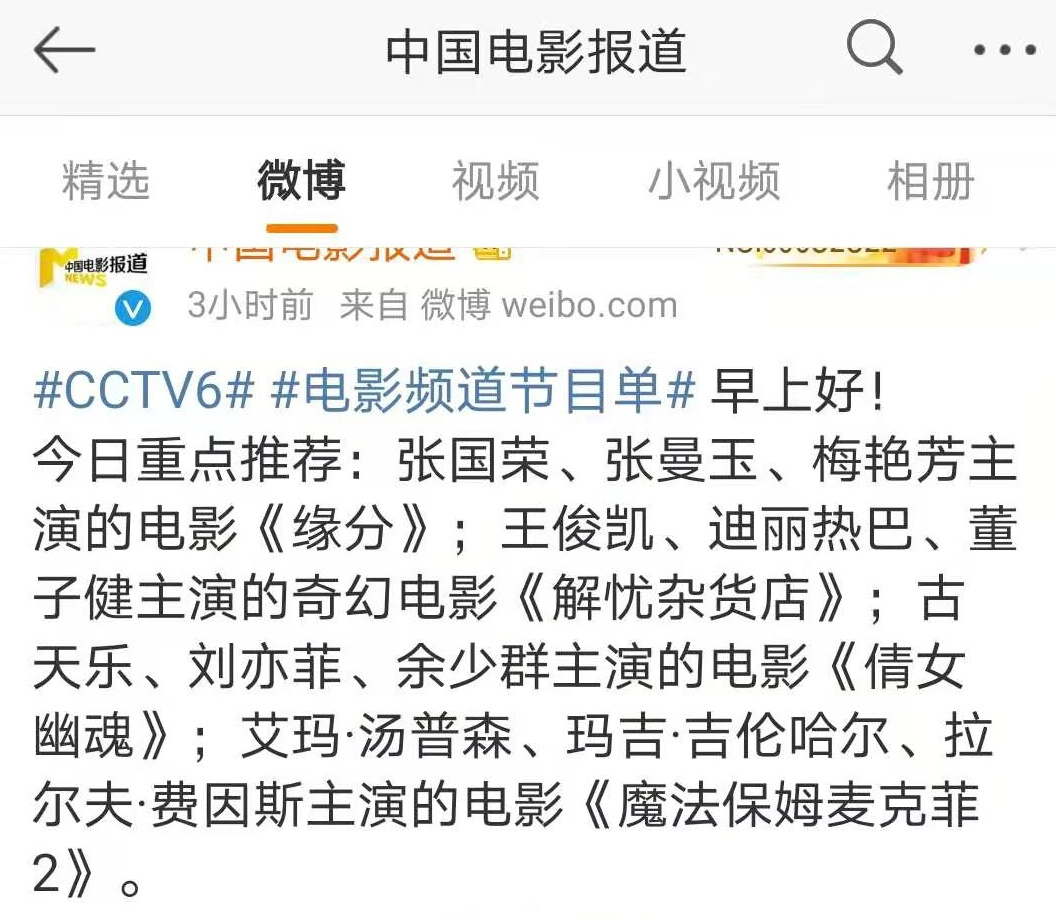 中国电影报道
精选 微博 视频 小视频 相册
中国电影报道
中国电影报道
NEWS
3小时前 来自 微博 weibo.com
#CCTV6# #电影频道节目单# 早上好！
今日重点推荐：张国荣、张曼玉、梅艳芳主
演的电影《缘分》；王俊凯、迪丽热巴、董
子健主演的奇幻电影《解忧杂货店》；古
天乐、刘亦菲、余少群主演的电影《倩女
幽魂》；艾玛·汤普森、玛吉·吉伦哈尔、拉
尔夫·费因斯主演的电影《魔法保姆麦克菲
2》。